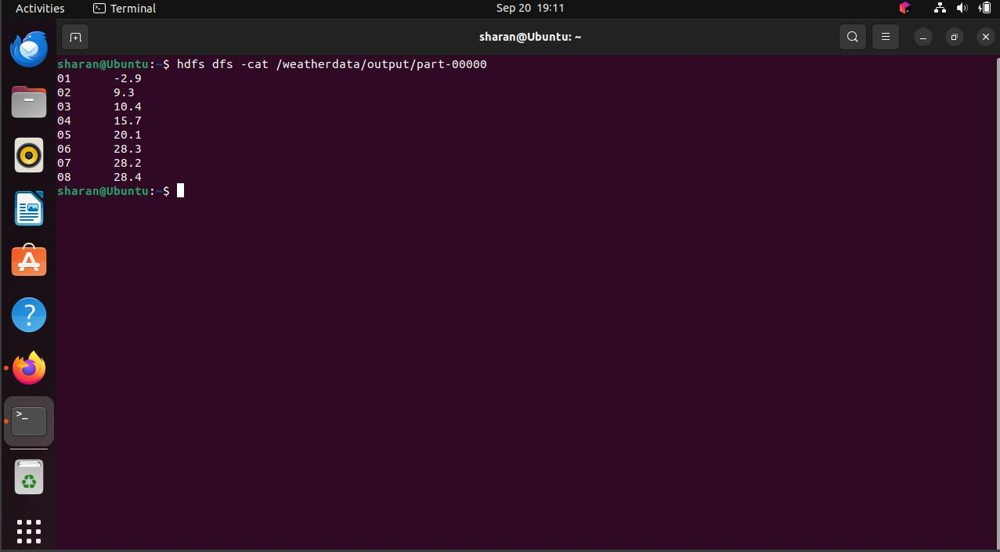 Activities Terminal Sep 20 19:11
sharan@Ubuntu: ~
sharan@Ubuntu:~$ hdfs dfs -cat /weatherdata/output/part-00000
01 -2.9
02 9.3
03 10.4
04 15.7
05 20.1
06 28.3
07 28.2
08 28.4
sharan@Ubuntu:~$